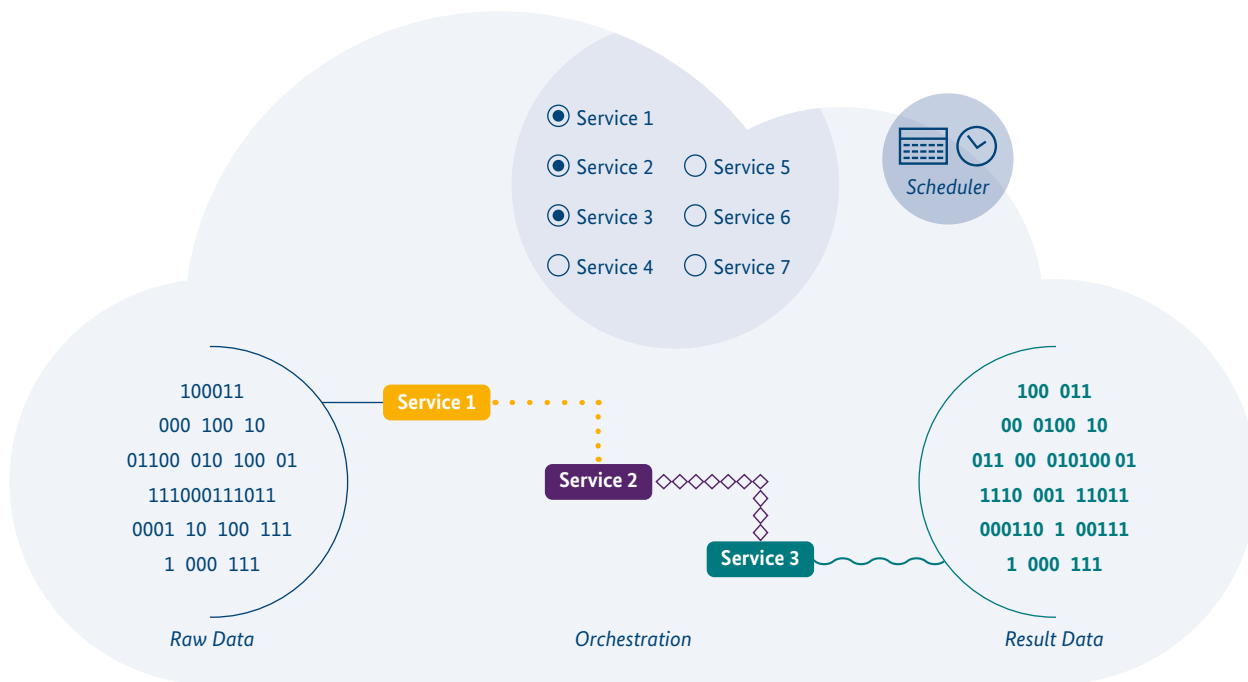 Service 1
Service 2
Service 5
Service 3
Service 6
Service 4
Service 7
Scheduler
100011
000 100 10
01100 010 100 01
111000111011
0001 10 100 111
1 000 111
Raw Data
Service 1
Service 2
Service 3
Orchestration
100 011
00 0100 10
011 00 010100 01
1110 001 11011
000110 1 00111
1 000 111
Result Data